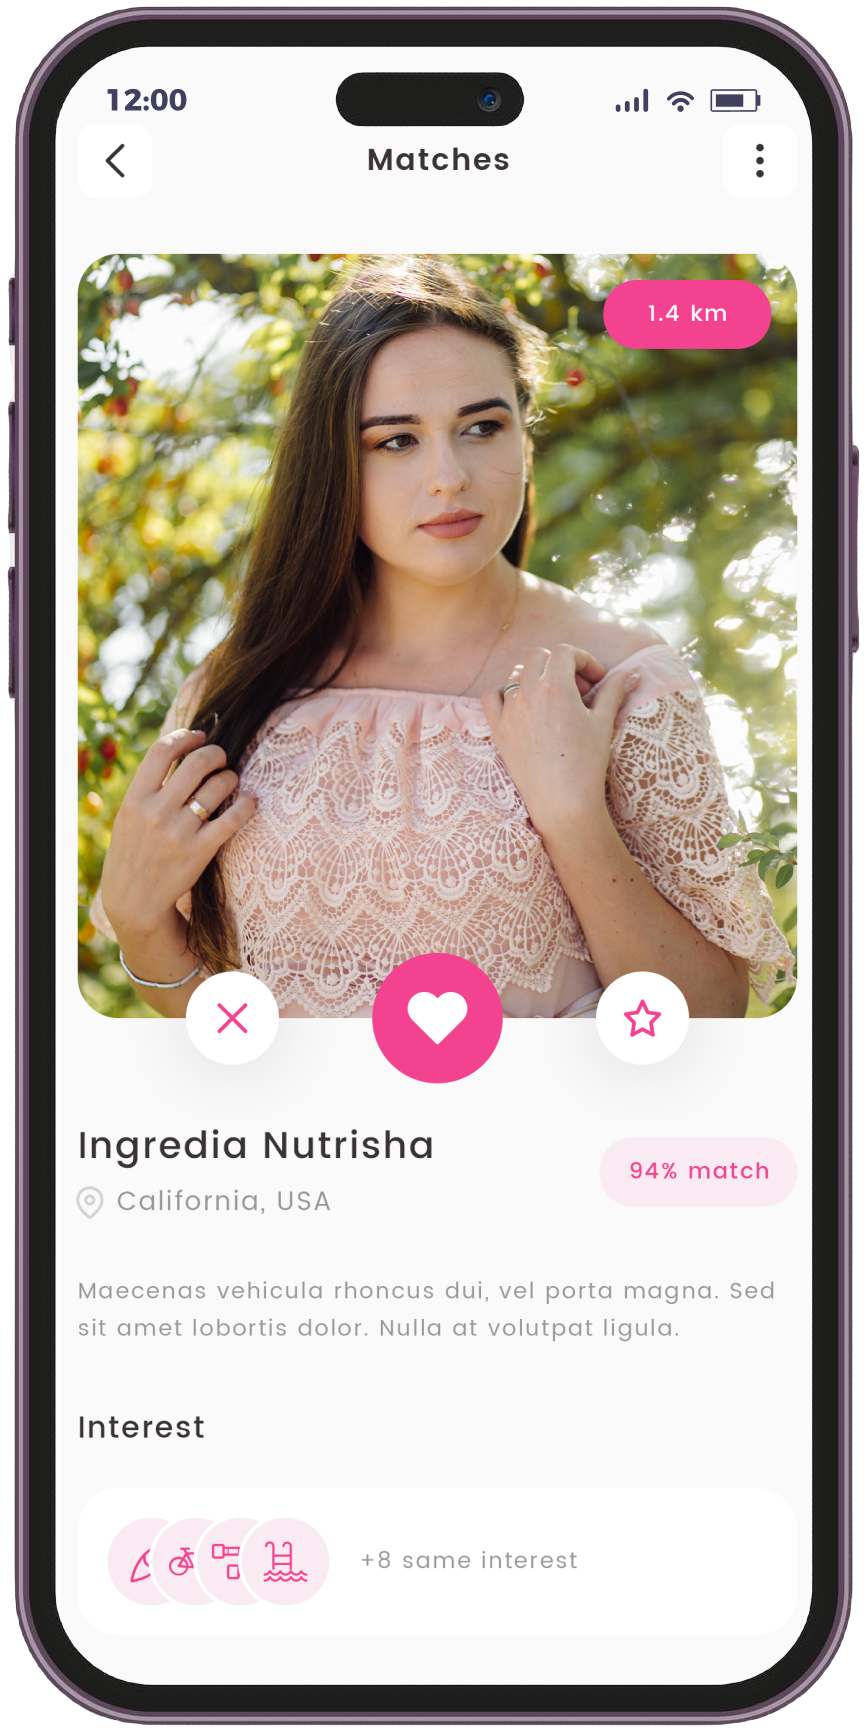 12:00
Matches
1.4 km
Ingredia Nutrisha
California, USA
94% match
Maecenas vehicula rhoncus dui, vel porta magna. Sed
sit amet lobortis dolor. Nulla at volutpat ligula.
Interest
+8 same interest